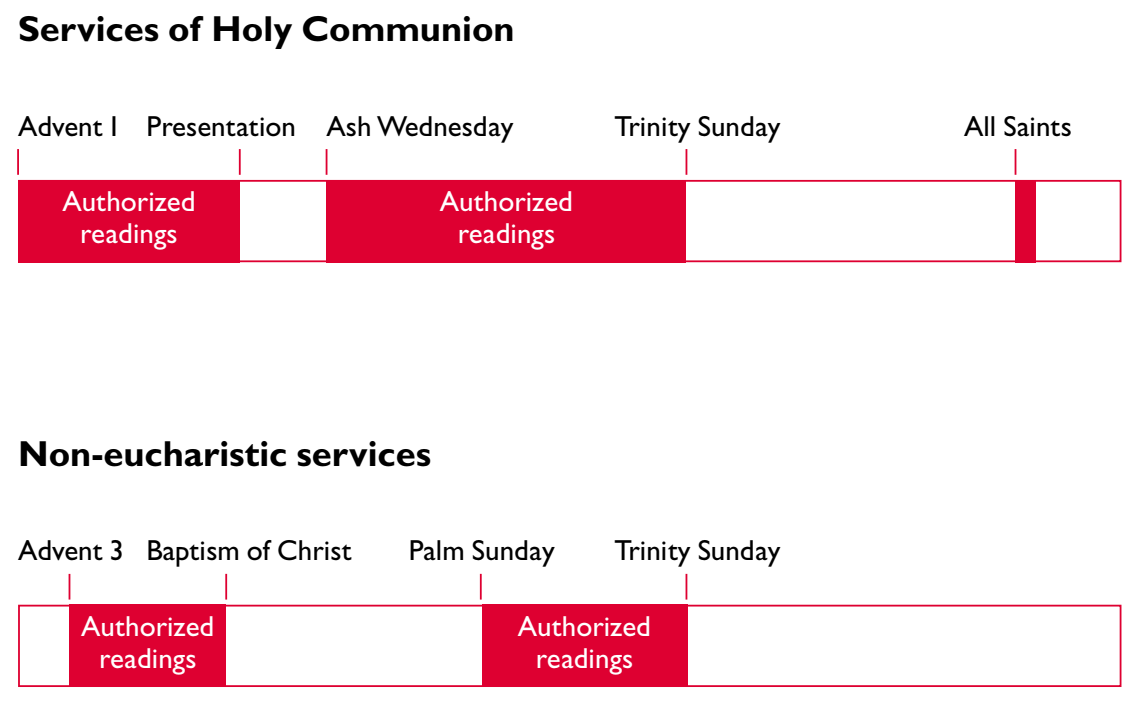 Services of Holy Communion
Advent 1 Presentation Ash Wednesday Trinity Sunday All Saints
Authorized Authorized
readings readings
Non-eucharistic services
Advent 3 Baptism of Christ Palm Sunday Trinity Sunday
Authorized Authorized
readings readings